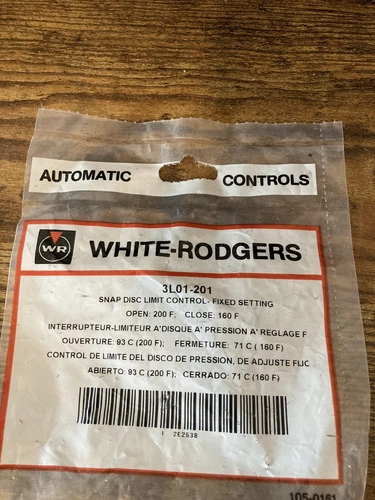 AUTOMATIC CONTROLS
WR WHITE-RODGERS
3L01-201
SNAP DISC LIMIT CONTROL- FIXED SETTING
OPEN: 200 F; CLOSE: 160 F
INTERRUPTEUR-LIMITEUR A'DISQUE A' PRESSION A' REGLAGE F
OUVERTURE: 93 C (200 F); FERMETURE: 71 C ( 160 F)
CONTROL DE LIMITE DEL DISCO DE PRESSION, DE ADJUSTE FIJO
ABIERTO: 93 C (200 F); CERRADO: 71 C ( 160 F)
105-0161